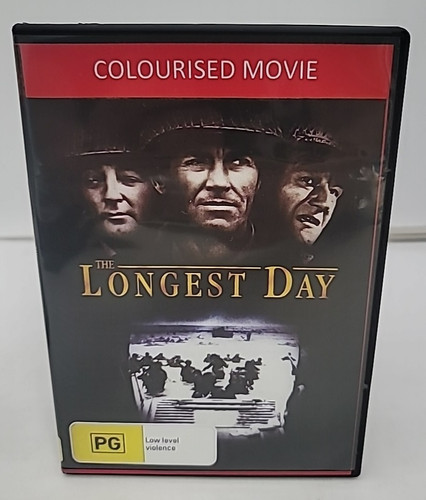 COLOURISED MOVIE
THE
LONGEST DAY
PG
Low level
violence